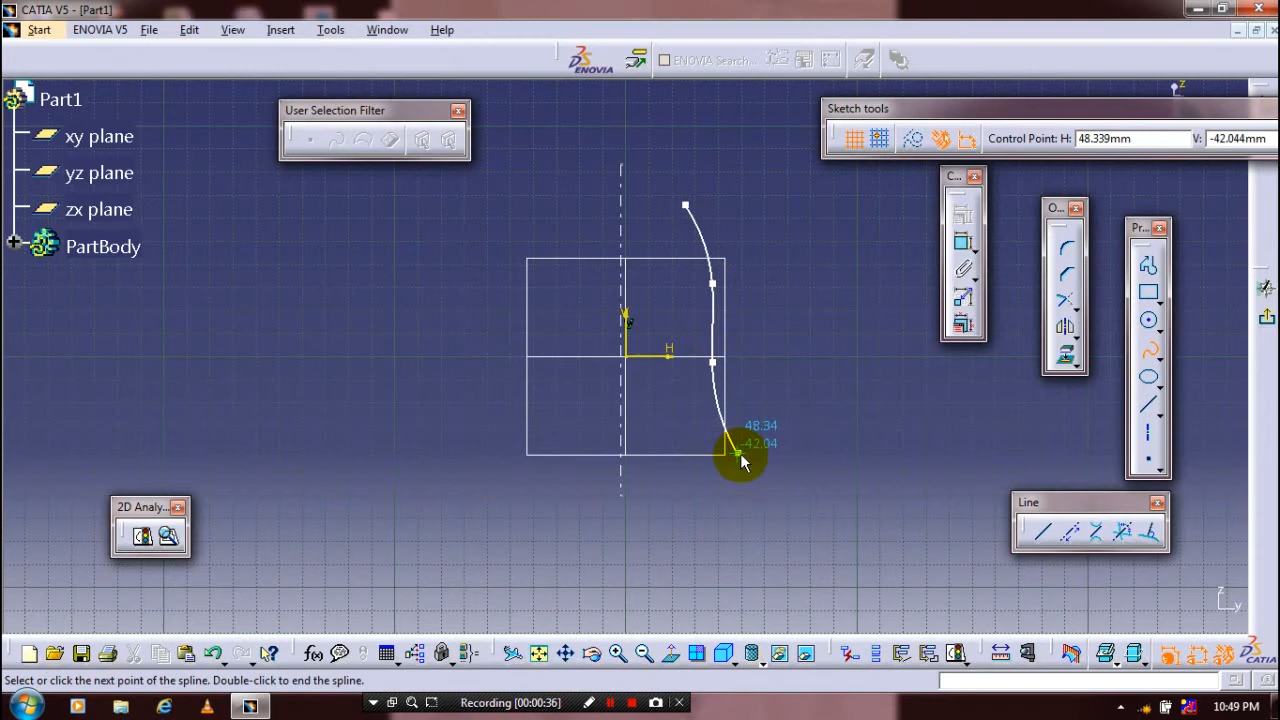 CATIA V5 - [Part1]
Start ENOVIA V5 File Edit View Insert Tools Window Help
ENOVIA
ENOVIA Search...
Part1
xy plane
yz plane
zx plane
PartBody
User Selection Filter
Sketch tools
Control Point: H: 48.339mm V: -42.044mm
z
C...
O...
Pr...
V
H
48.34
-42.04
2D Analy...
Line
z
y
f(x)
CATIA
Select or click the next point of the spline. Double-click to end the spline.
Recording [00:00:36]
10:49 PM